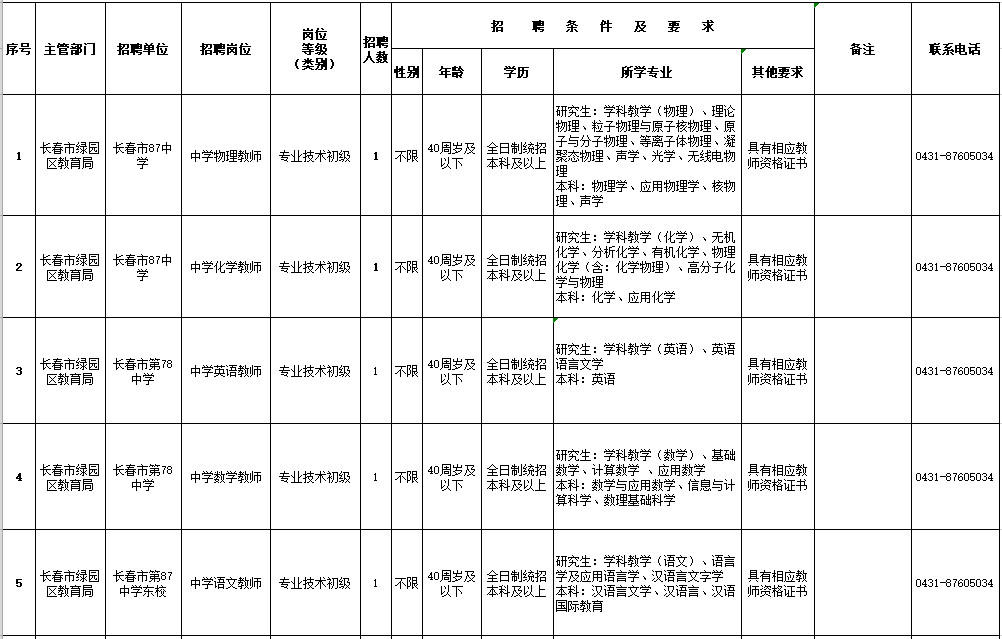 序号
主管部门
招聘单位
招聘岗位
岗位
等级
（类别）
招聘
人数
招 聘 条 件 及 要 求
备注
联系电话
性别
年龄
学历
所学专业
其他要求
1
长春市绿园
区教育局
长春市87中
学
中学物理教师
专业技术初级
1
不限
40周岁及
以下
全日制统招
本科及以上
研究生：学科教学（物理）、理论
物理、粒子物理与原子核物理、原
子与分子物理、等离子体物理、凝
聚态物理、声学、光学、无线电物
理
本科：物理学、应用物理学、核物
理、声学
具有相应教
师资格证书
0431-87605034
2
长春市绿园
区教育局
长春市87中
学
中学化学教师
专业技术初级
1
不限
40周岁及
以下
全日制统招
本科及以上
研究生：学科教学（化学）、无机
化学、分析化学、有机化学、物理
化学（含：化学物理）、高分子化
学与物理
本科：化学、应用化学
具有相应教
师资格证书
0431-87605034
3
长春市绿园
区教育局
长春市第78
中学
中学英语教师
专业技术初级
1
不限
40周岁及
以下
全日制统招
本科及以上
研究生：学科教学（英语）、英语
语言文学
本科：英语
具有相应教
师资格证书
0431-87605034
4
长春市绿园
区教育局
长春市第78
中学
中学数学教师
专业技术初级
1
不限
40周岁及
以下
全日制统招
本科及以上
研究生：学科教学（数学）、基础
数学、计算数学 、应用数学
本科：数学与应用数学、信息与计
算科学、数理基础科学
具有相应教
师资格证书
0431-87605034
5
长春市绿园
区教育局
长春市第87
中学东校
中学语文教师
专业技术初级
1
不限
40周岁及
以下
全日制统招
本科及以上
研究生：学科教学（语文）、语言
学及应用语言学、汉语言文字学
本科：汉语言文学、汉语言、汉语
国际教育
具有相应教
师资格证书
0431-87605034